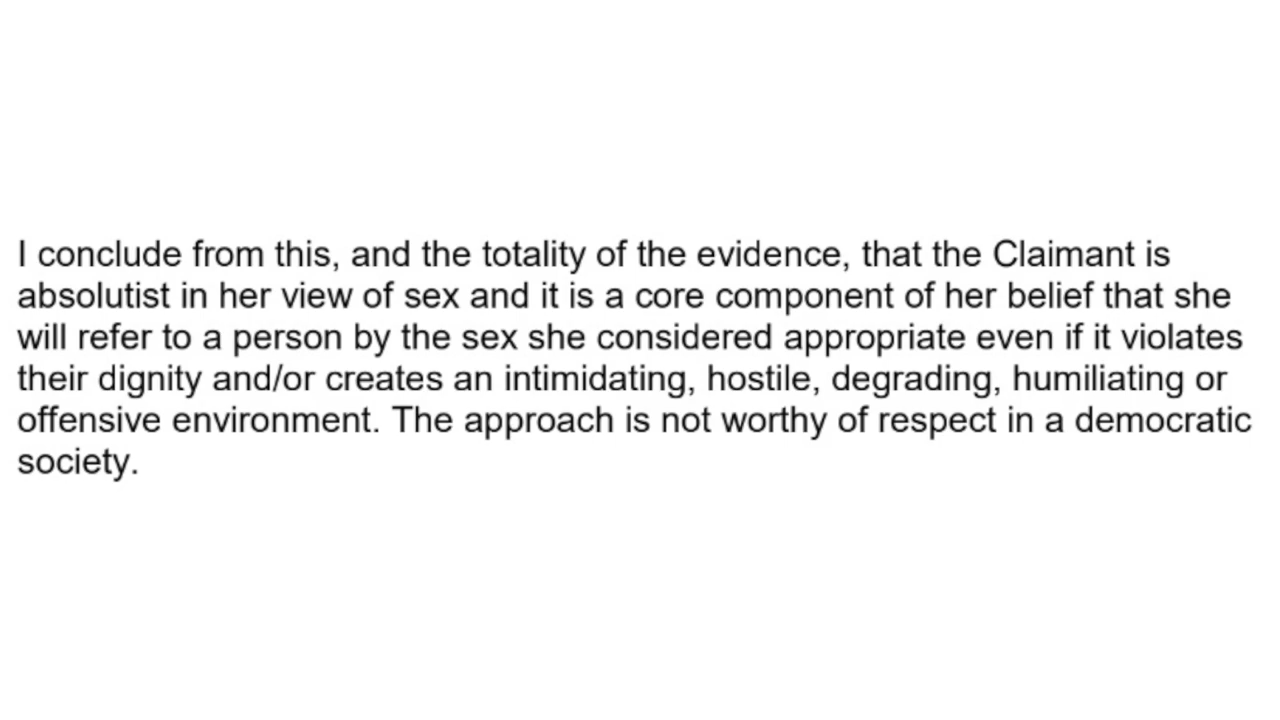 I conclude from this, and the totality of the evidence, that the Claimant is
absolutist in her view of sex and it is a core component of her belief that she
will refer to a person by the sex she considered appropriate even if it violates
their dignity and/or creates an intimidating, hostile, degrading, humiliating or
offensive environment. The approach is not worthy of respect in a democratic
society.